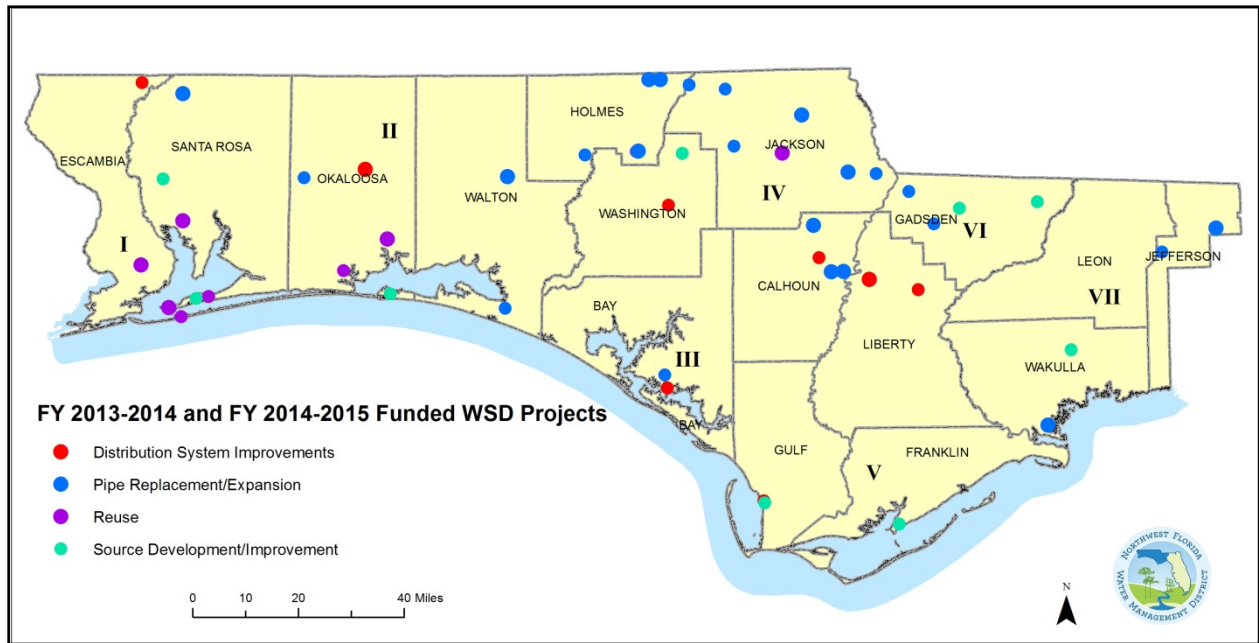 HOLMES
JACKSON
II
SANTA ROSA
ESCAMBIA
OKALOOSA
IV
WALTON
WASHINGTON
GADSDEN
VI
I
LEON
JEFFERSON
CALHOUN
VII
BAY
LIBERTY
III
WAKULLA
FY 2013-2014 and FY 2014-2015 Funded WSD Projects
BAY
Distribution System Improvements
GULF
FRANKLIN
V
Pipe Replacement/Expansion
Reuse
Source Development/Improvement
NORTHWEST FLORIDA
WATER MANAGEMENT DISTRICT
N
0 10 20 40 Miles